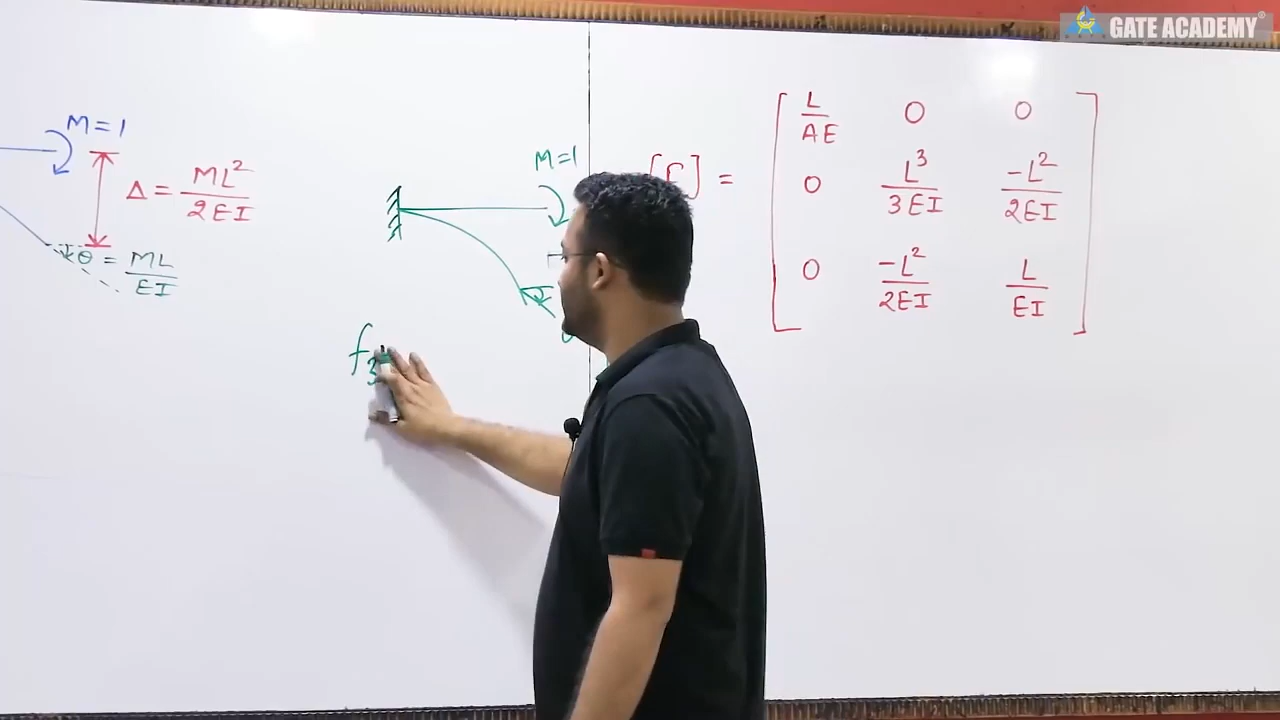 GATE ACADEMY®
M=1
Δ = ML²/2EI
θ = ML/EI
M=1
f₃
[F] =
L/AE 0 0
0 L³/3EI -L²/2EI
0 -L²/2EI L/EI